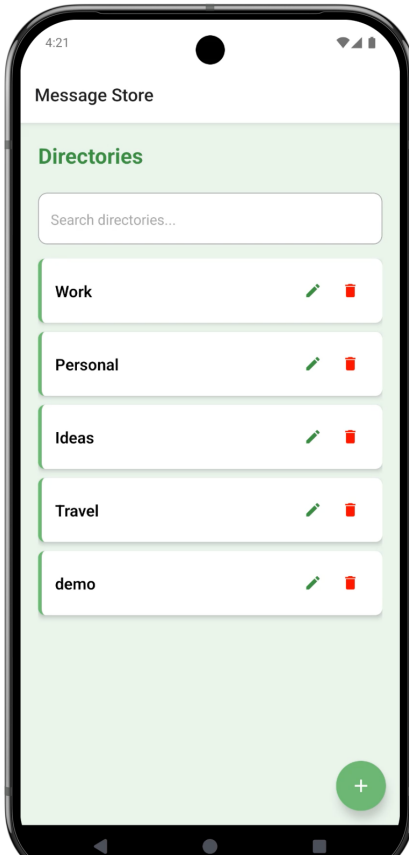 4:21
Message Store
Directories
Search directories...
Work
Personal
Ideas
Travel
demo
+